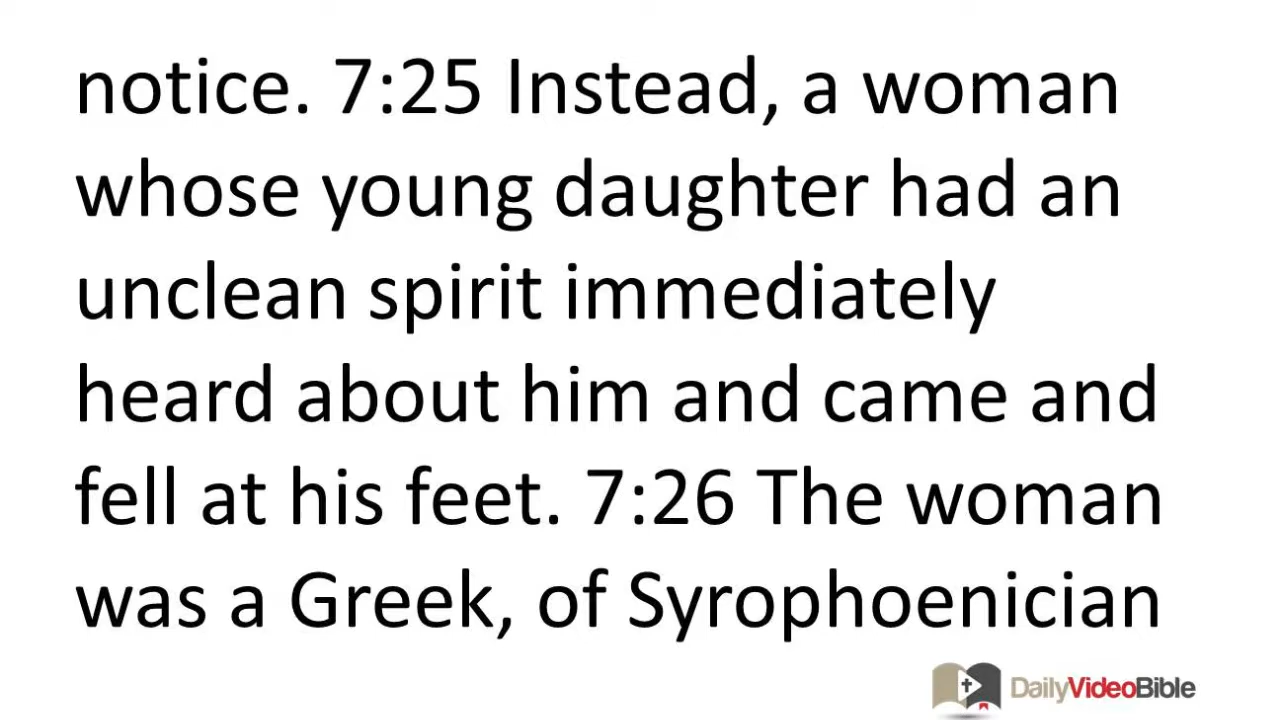 notice. 7:25 Instead, a woman
whose young daughter had an
unclean spirit immediately
heard about him and came and
fell at his feet. 7:26 The woman
was a Greek, of Syrophoenician
DailyVideoBible